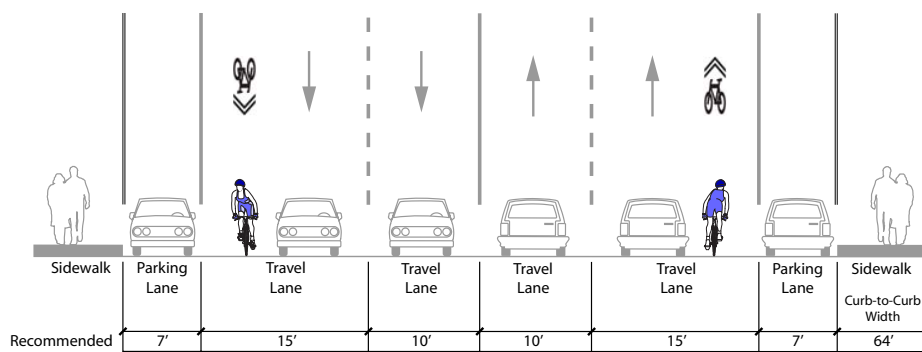 Sidewalk
Parking
Lane
Travel
Lane
Travel
Lane
Travel
Lane
Travel
Lane
Parking
Lane
Sidewalk
Curb-to-Curb
Width
Recommended 7’ 15’ 10’ 10’ 15’ 7’ 64’